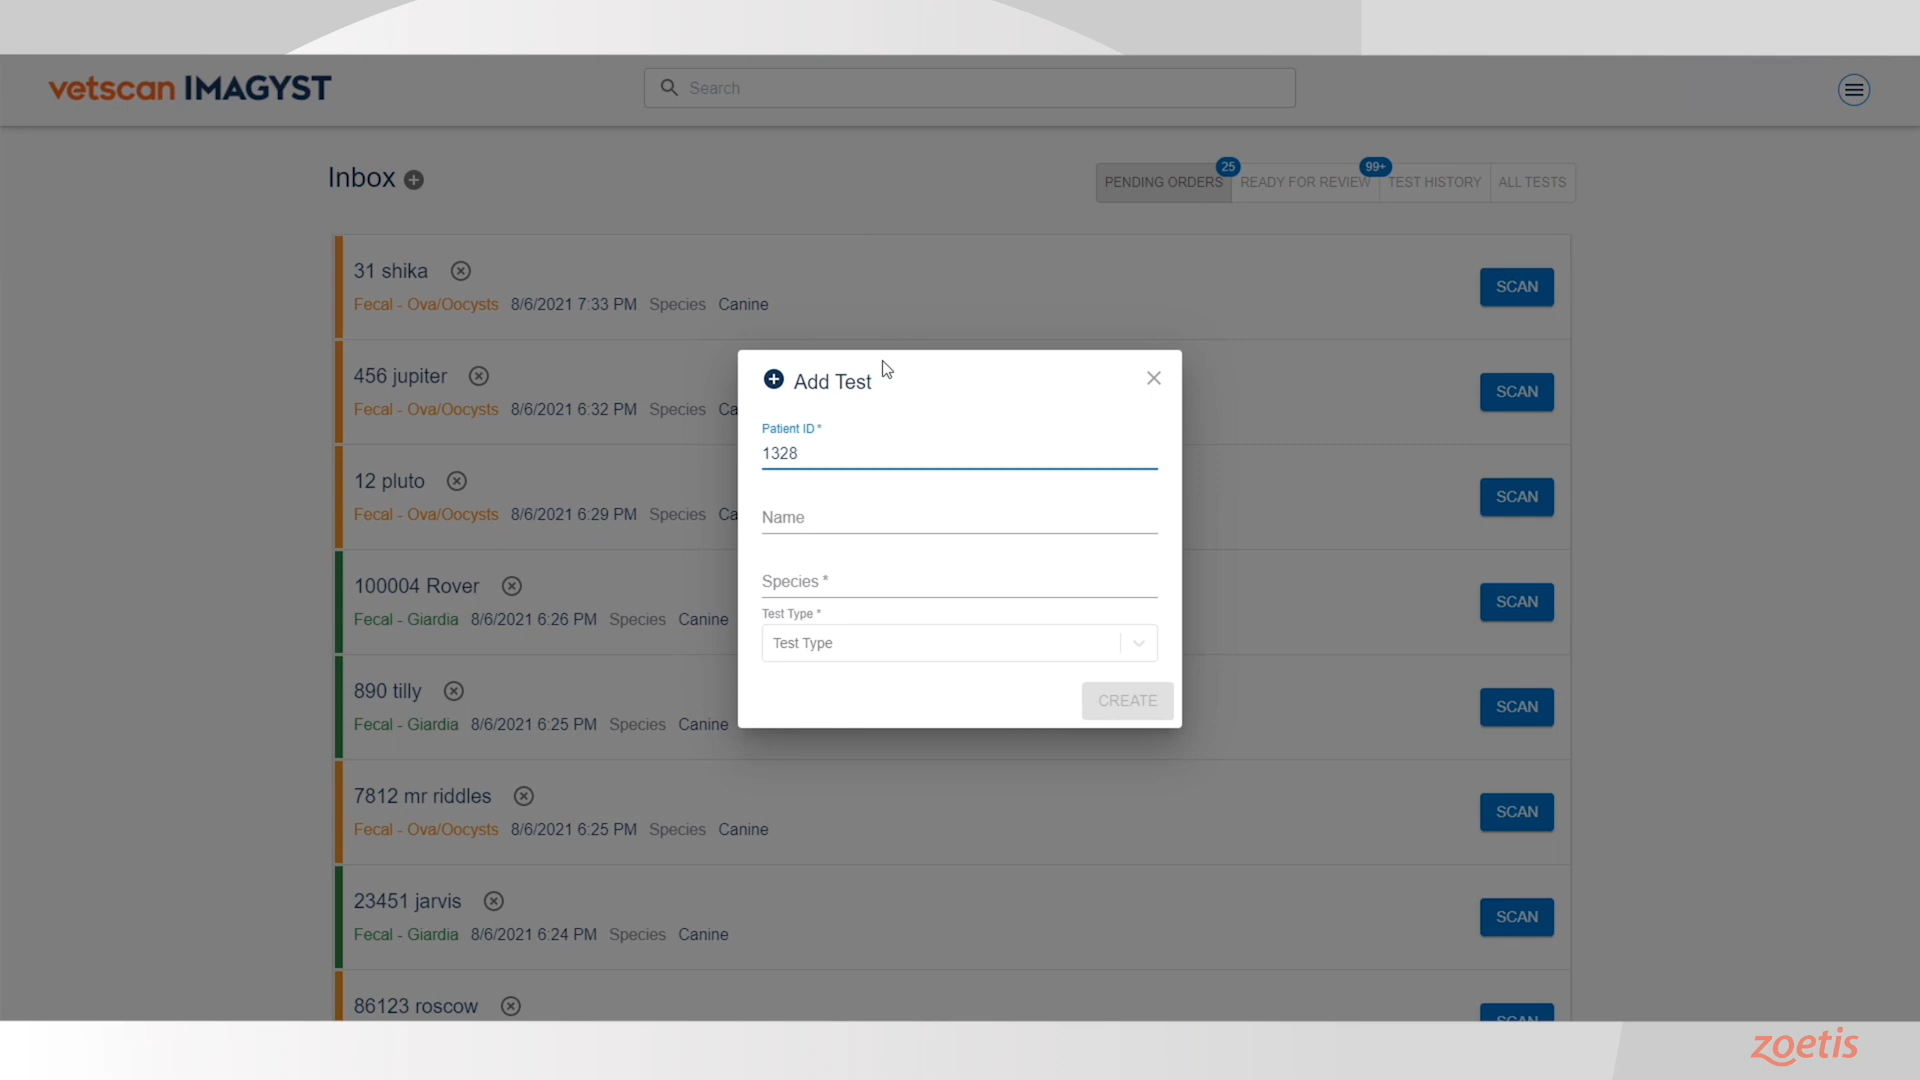 vetscan IMAGYST
Search
Inbox
PENDING ORDERS 25
READY FOR REVIEW 99+
TEST HISTORY
ALL TESTS
31 shika
Fecal - Ova/Oocysts 8/6/2021 7:33 PM Species Canine
SCAN
456 jupiter
Fecal - Ova/Oocysts 8/6/2021 6:32 PM Species Ca
SCAN
12 pluto
Fecal - Ova/Oocysts 8/6/2021 6:29 PM Species Ca
SCAN
100004 Rover
Fecal - Giardia 8/6/2021 6:26 PM Species Canine
SCAN
890 tilly
Fecal - Giardia 8/6/2021 6:25 PM Species Canine
SCAN
7812 mr riddles
Fecal - Ova/Oocysts 8/6/2021 6:25 PM Species Canine
SCAN
23451 jarvis
Fecal - Giardia 8/6/2021 6:24 PM Species Canine
SCAN
86123 roscow
SCAN
Add Test
Patient ID *
1328
Name
Species *
Test Type *
Test Type
CREATE
zoetis